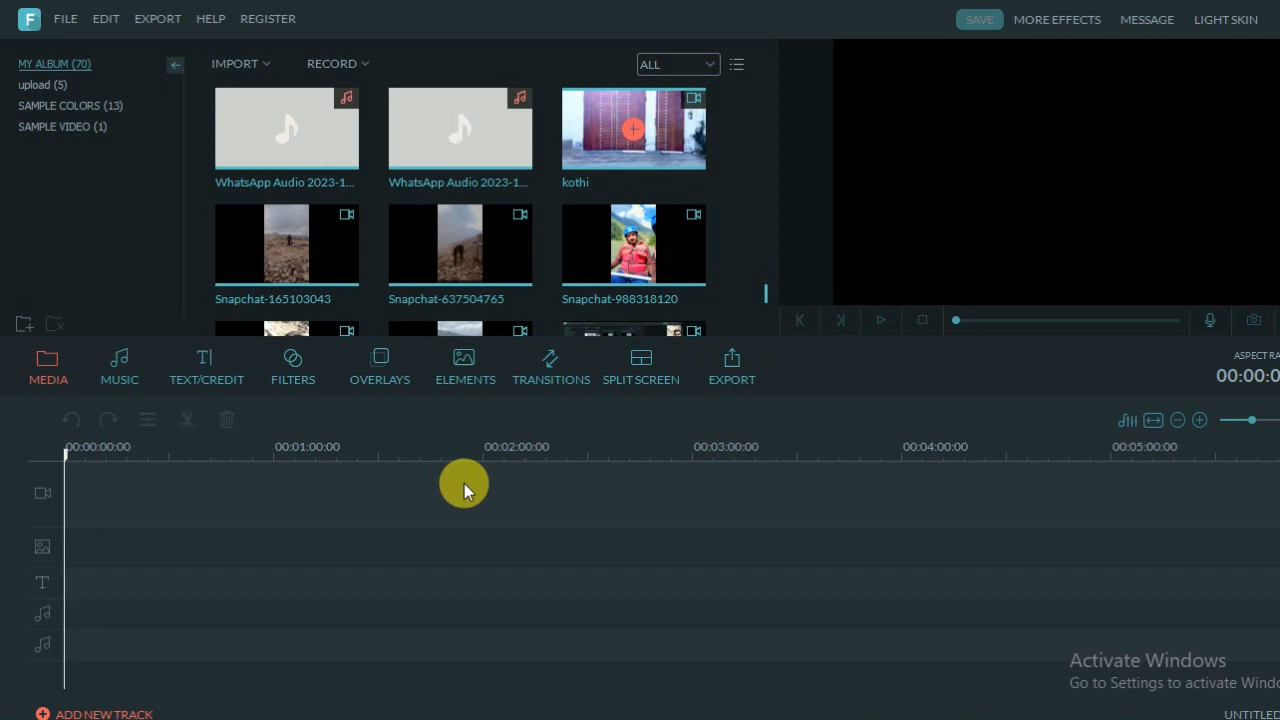 F FILE EDIT EXPORT HELP REGISTER SAVE MORE EFFECTS MESSAGE LIGHT SKIN
MY ALBUM (70)
upload (5)
SAMPLE COLORS (13)
SAMPLE VIDEO (1)
IMPORT RECORD ALL
WhatsApp Audio 2023-1... WhatsApp Audio 2023-1... kothi
Snapchat-165103043 Snapchat-637504765 Snapchat-988318120
MEDIA MUSIC TEXT/CREDIT FILTERS OVERLAYS ELEMENTS TRANSITIONS SPLIT SCREEN EXPORT
ASPECT RA
00:00:0
00:00:00:00 00:01:00:00 00:02:00:00 00:03:00:00 00:04:00:00 00:05:00:00
T
Activate Windows
Go to Settings to activate Windo
ADD NEW TRACK UNTITLED